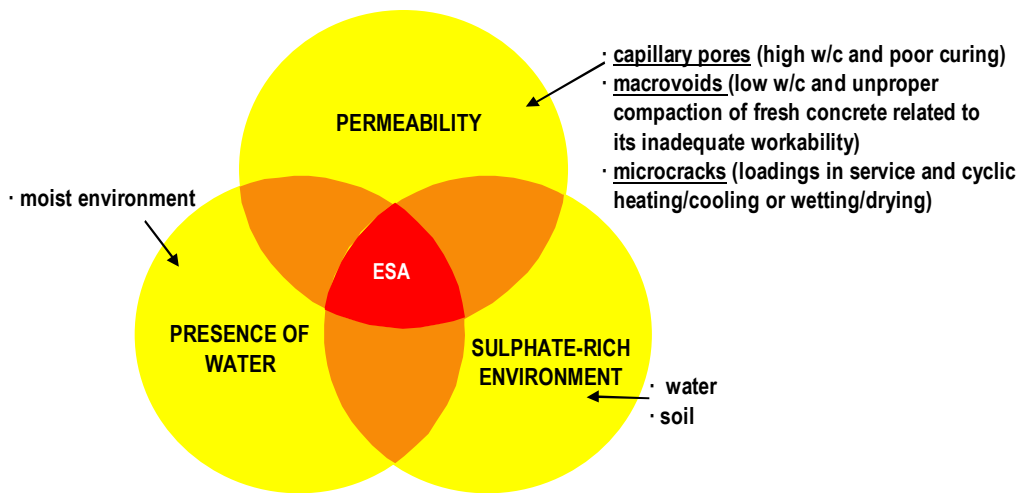 · capillary pores (high w/c and poor curing)
· macrovoids (low w/c and unproper
compaction of fresh concrete related to
its inadequate workability)
· microcracks (loadings in service and cyclic
heating/cooling or wetting/drying)
PERMEABILITY
· moist environment
ESA
PRESENCE OF
WATER
SULPHATE-RICH
ENVIRONMENT
· water
· soil